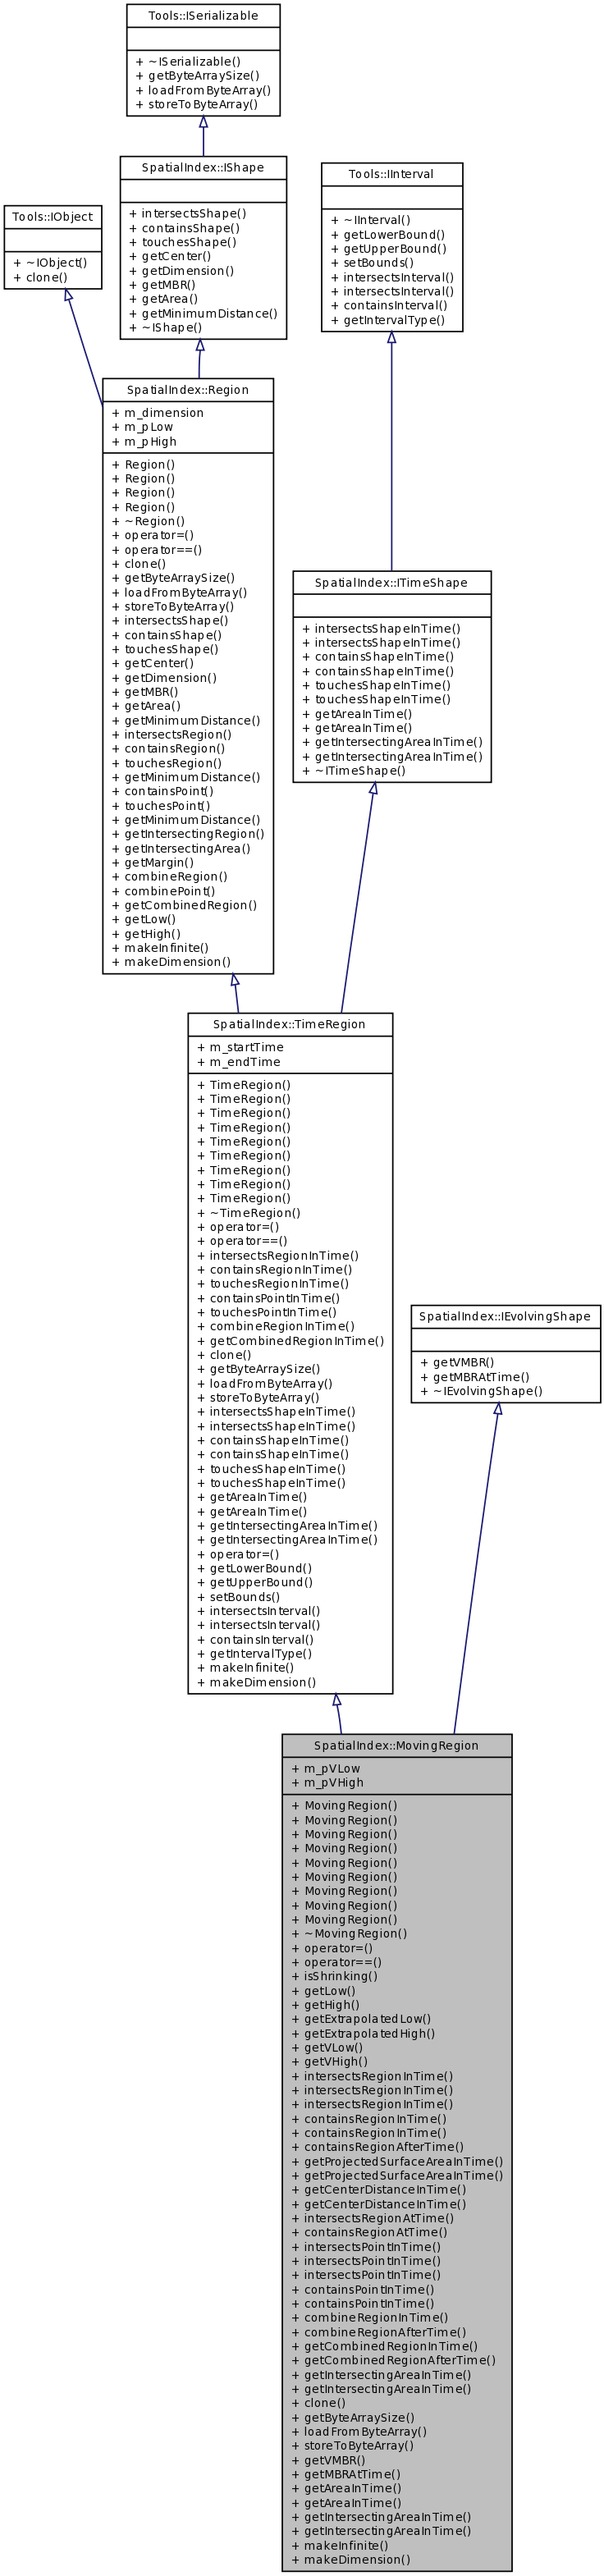 Tools::ISerializable
+ ~ISerializable()
+ getByteArraySize()
+ loadFromByteArray()
+ storeToByteArray()
SpatialIndex::IShape
+ intersectsShape()
+ containsShape()
+ touchesShape()
+ getCenter()
+ getDimension()
+ getMBR()
+ getArea()
+ getMinimumDistance()
+ ~IShape()
Tools::IInterval
+ ~IInterval()
+ getLowerBound()
+ getUpperBound()
+ setBounds()
+ intersectsInterval()
+ intersectsInterval()
+ containsInterval()
+ getIntervalType()
Tools::IObject
+ ~IObject()
+ clone()
SpatialIndex::Region
+ m_dimension
+ m_pLow
+ m_pHigh
+ Region()
+ Region()
+ Region()
+ Region()
+ ~Region()
+ operator=()
+ operator==()
+ clone()
+ getByteArraySize()
+ loadFromByteArray()
+ storeToByteArray()
+ intersectsShape()
+ containsShape()
+ touchesShape()
+ getCenter()
+ getDimension()
+ getMBR()
+ getArea()
+ getMinimumDistance()
+ intersectsRegion()
+ containsRegion()
+ touchesRegion()
+ getMinimumDistance()
+ containsPoint()
+ touchesPoint()
+ getMinimumDistance()
+ getIntersectingRegion()
+ getIntersectingArea()
+ getMargin()
+ combineRegion()
+ combinePoint()
+ getCombinedRegion()
+ getLow()
+ getHigh()
+ makeInfinite()
+ makeDimension()
SpatialIndex::ITimeShape
+ intersectsShapeInTime()
+ intersectsShapeInTime()
+ containsShapeInTime()
+ containsShapeInTime()
+ touchesShapeInTime()
+ touchesShapeInTime()
+ getAreaInTime()
+ getAreaInTime()
+ getIntersectingAreaInTime()
+ getIntersectingAreaInTime()
+ ~ITimeShape()
SpatialIndex::TimeRegion
+ m_startTime
+ m_endTime
+ TimeRegion()
+ TimeRegion()
+ TimeRegion()
+ TimeRegion()
+ TimeRegion()
+ TimeRegion()
+ TimeRegion()
+ TimeRegion()
+ TimeRegion()
+ ~TimeRegion()
+ operator=()
+ operator==()
+ intersectsRegionInTime()
+ containsRegionInTime()
+ touchesRegionInTime()
+ containsPointInTime()
+ touchesPointInTime()
+ combineRegionInTime()
+ getCombinedRegionInTime()
+ clone()
+ getByteArraySize()
+ loadFromByteArray()
+ storeToByteArray()
+ intersectsShapeInTime()
+ intersectsShapeInTime()
+ containsShapeInTime()
+ containsShapeInTime()
+ touchesShapeInTime()
+ touchesShapeInTime()
+ getAreaInTime()
+ getAreaInTime()
+ getIntersectingAreaInTime()
+ getIntersectingAreaInTime()
+ operator=()
+ getLowerBound()
+ getUpperBound()
+ setBounds()
+ intersectsInterval()
+ intersectsInterval()
+ containsInterval()
+ getIntervalType()
+ makeInfinite()
+ makeDimension()
SpatialIndex::IEvolvingShape
+ getVMBR()
+ getMBRAtTime()
+ ~IEvolvingShape()
SpatialIndex::MovingRegion
+ m_pVLow
+ m_pVHigh
+ MovingRegion()
+ MovingRegion()
+ MovingRegion()
+ MovingRegion()
+ MovingRegion()
+ MovingRegion()
+ MovingRegion()
+ MovingRegion()
+ MovingRegion()
+ ~MovingRegion()
+ operator=()
+ operator==()
+ isShrinking()
+ getLow()
+ getHigh()
+ getExtrapolatedLow()
+ getExtrapolatedHigh()
+ getVLow()
+ getVHigh()
+ intersectsRegionInTime()
+ intersectsRegionInTime()
+ intersectsRegionInTime()
+ containsRegionInTime()
+ containsRegionInTime()
+ containsRegionAfterTime()
+ getProjectedSurfaceAreaInTime()
+ getProjectedSurfaceAreaInTime()
+ getCenterDistanceInTime()
+ getCenterDistanceInTime()
+ intersectsRegionAtTime()
+ containsRegionAtTime()
+ intersectsPointInTime()
+ intersectsPointInTime()
+ intersectsPointInTime()
+ containsPointInTime()
+ containsPointInTime()
+ combineRegionInTime()
+ combineRegionAfterTime()
+ getCombinedRegionInTime()
+ getCombinedRegionAfterTime()
+ getIntersectingAreaInTime()
+ getIntersectingAreaInTime()
+ clone()
+ getByteArraySize()
+ loadFromByteArray()
+ storeToByteArray()
+ getVMBR()
+ getMBRAtTime()
+ getAreaInTime()
+ getAreaInTime()
+ getIntersectingAreaInTime()
+ getIntersectingAreaInTime()
+ makeInfinite()
+ makeDimension()